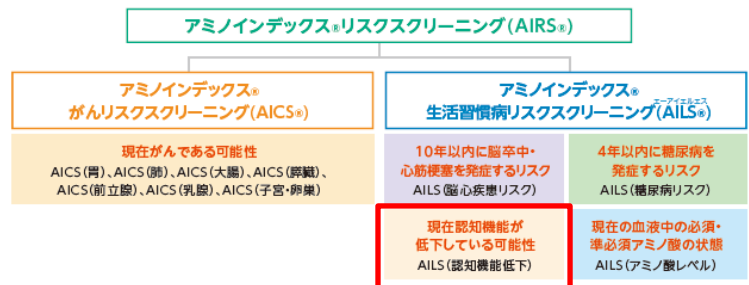 アミノインデックス®リスクスクリーニング(AIRS®)
アミノインデックス®
がんリスクスクリーニング(AICS®)
現在がんである可能性
AICS(胃)、AICS(肺)、AICS(大腸)、AICS(膵臓)、
AICS(前立腺)、AICS(乳腺)、AICS(子宮・卵巣)
アミノインデックス®
エーアイエルエス
生活習慣病リスクスクリーニング(AILS®)
10年以内に脳卒中・
心筋梗塞を発症するリスク
AILS(脳心疾患リスク)
4年以内に糖尿病を
発症するリスク
AILS(糖尿病リスク)
現在認知機能が
低下している可能性
AILS(認知機能低下)
現在の血液中の必須・
準必須アミノ酸の状態
AILS(アミノ酸レベル)